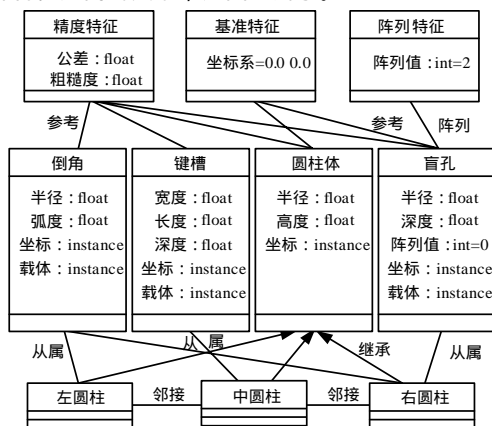 精度特征
公差：float
粗糙度：float
基准特征
坐标系=0.0 0.0
阵列特征
阵列值：int=2
参考
参考
阵列
倒角
半径：float
弧度：float
坐标：instance
载体：instance
键槽
宽度：float
长度：float
深度：float
坐标：instance
载体：instance
圆柱体
半径：float
高度：float
坐标：instance
盲孔
半径：float
深度：float
阵列值：int=0
坐标：instance
载体：instance
从属
从 属
继承
从属
左圆柱
邻接
中圆柱
邻接
右圆柱